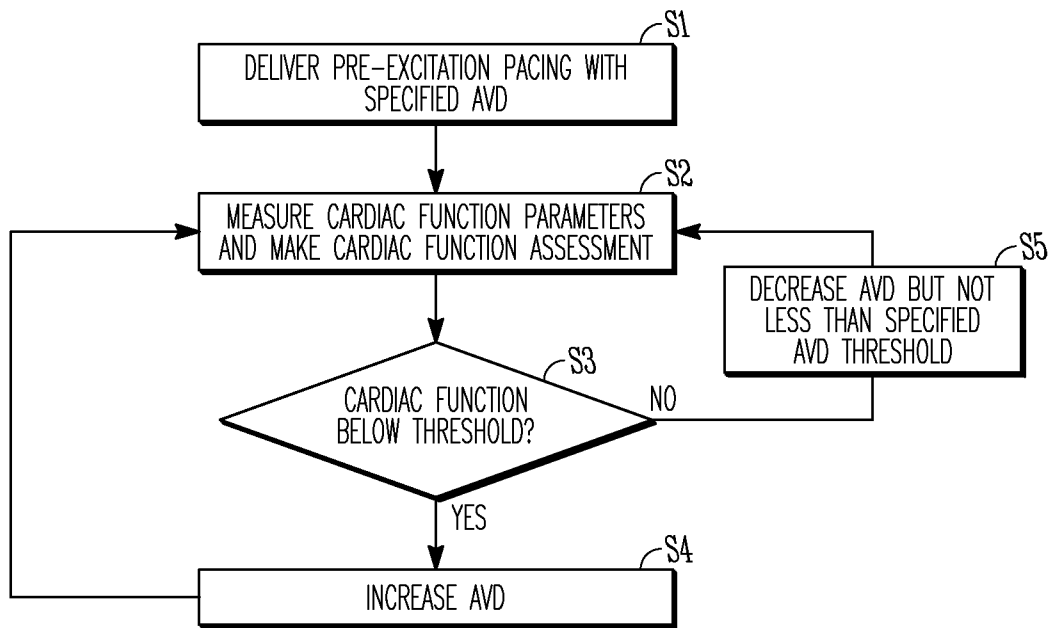 S1
DELIVER PRE-EXCITATION PACING WITH
SPECIFIED AVD
S2
MEASURE CARDIAC FUNCTION PARAMETERS
AND MAKE CARDIAC FUNCTION ASSESSMENT
S5
DECREASE AVD BUT NOT
LESS THAN SPECIFIED
AVD THRESHOLD
S3
CARDIAC FUNCTION
BELOW THRESHOLD?
NO
YES
S4
INCREASE AVD